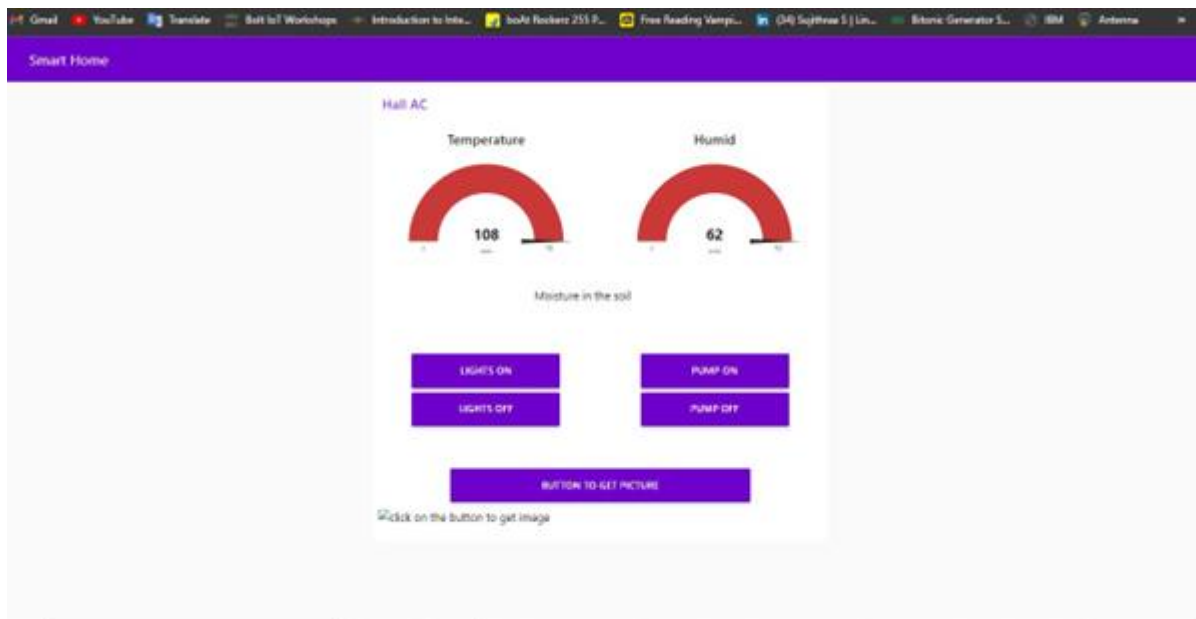 Gmail YouTube Translate Bolt IoT Workshops Introduction to Inte... boAt Rockerz 255 P... Free Reading Vampi... (34) Sujithraa S | Lin... Bitonic Generator S... IBM Antenna »
Smart Home
Hall AC
Temperature Humid
108 62
Moisture in the soil
LIGHTS ON PUMP ON
LIGHTS OFF PUMP OFF
BUTTON TO GET PICTURE
click on the button to get image